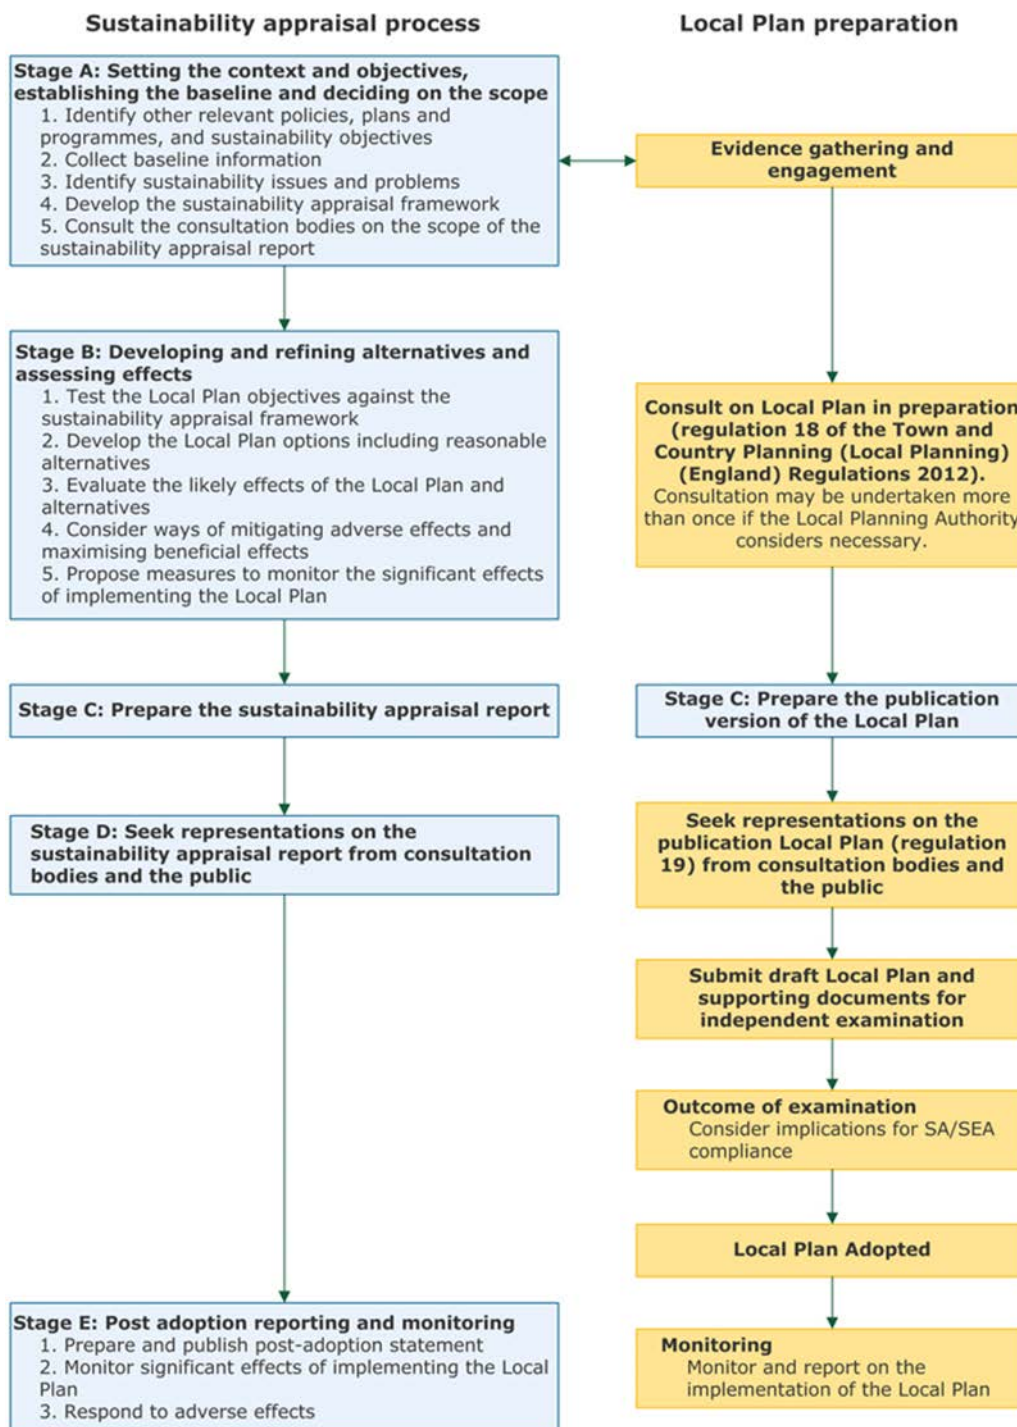 Sustainability appraisal process
Local Plan preparation
Stage A: Setting the context and objectives,
establishing the baseline and deciding on the scope
1. Identify other relevant policies, plans and
programmes, and sustainability objectives
2. Collect baseline information
3. Identify sustainability issues and problems
4. Develop the sustainability appraisal framework
5. Consult the consultation bodies on the scope of the
sustainability appraisal report
Evidence gathering and
engagement
Stage B: Developing and refining alternatives and
assessing effects
1. Test the Local Plan objectives against the
sustainability appraisal framework
2. Develop the Local Plan options including reasonable
alternatives
3. Evaluate the likely effects of the Local Plan and
alternatives
4. Consider ways of mitigating adverse effects and
maximising beneficial effects
5. Propose measures to monitor the significant effects
of implementing the Local Plan
Consult on Local Plan in preparation
(regulation 18 of the Town and
Country Planning (Local Planning)
(England) Regulations 2012).
Consultation may be undertaken more
than once if the Local Planning Authority
considers necessary.
Stage C: Prepare the sustainability appraisal report
Stage C: Prepare the publication
version of the Local Plan
Stage D: Seek representations on the
sustainability appraisal report from consultation
bodies and the public
Seek representations on the
publication Local Plan (regulation
19) from consultation bodies and
the public
Submit draft Local Plan and
supporting documents for
independent examination
Outcome of examination
Consider implications for SA/SEA
compliance
Local Plan Adopted
Stage E: Post adoption reporting and monitoring
1. Prepare and publish post-adoption statement
2. Monitor significant effects of implementing the Local
Plan
3. Respond to adverse effects
Monitoring
Monitor and report on the
implementation of the Local Plan